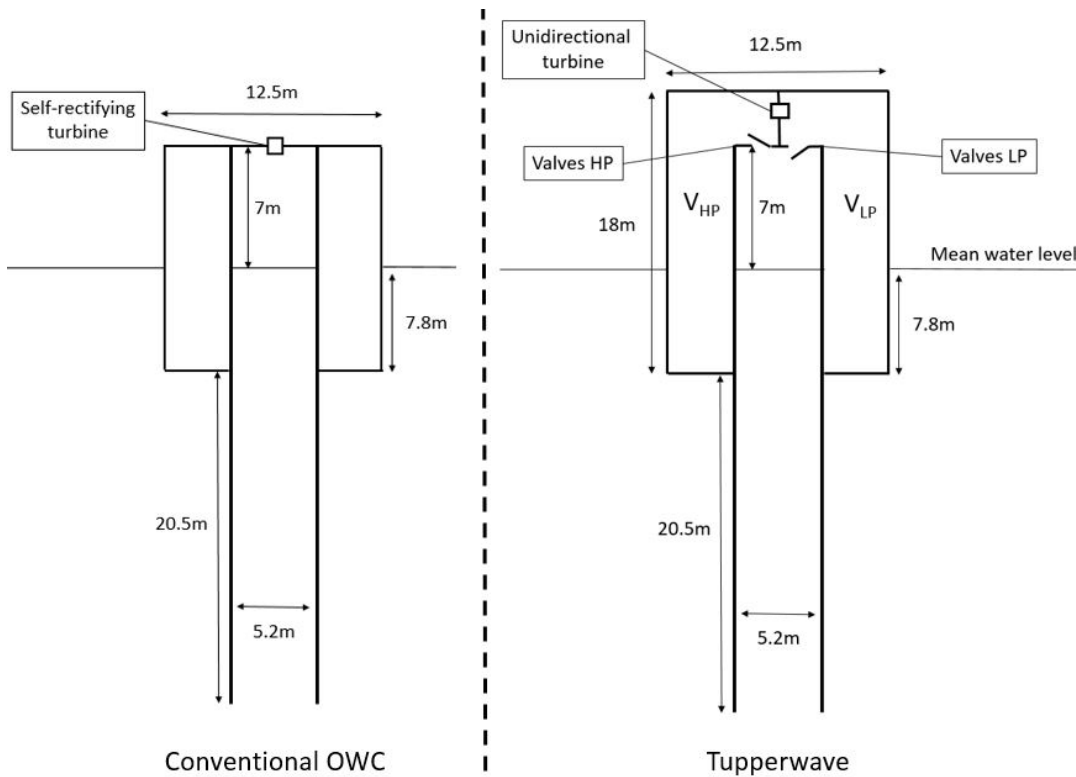 12.5m
Self-rectifying
turbine
7m
7.8m
20.5m
5.2m
Conventional OWC
Unidirectional
turbine
12.5m
Valves HP
Valves LP
V_HP
V_LP
7m
18m
Mean water level
7.8m
20.5m
5.2m
Tupperwave